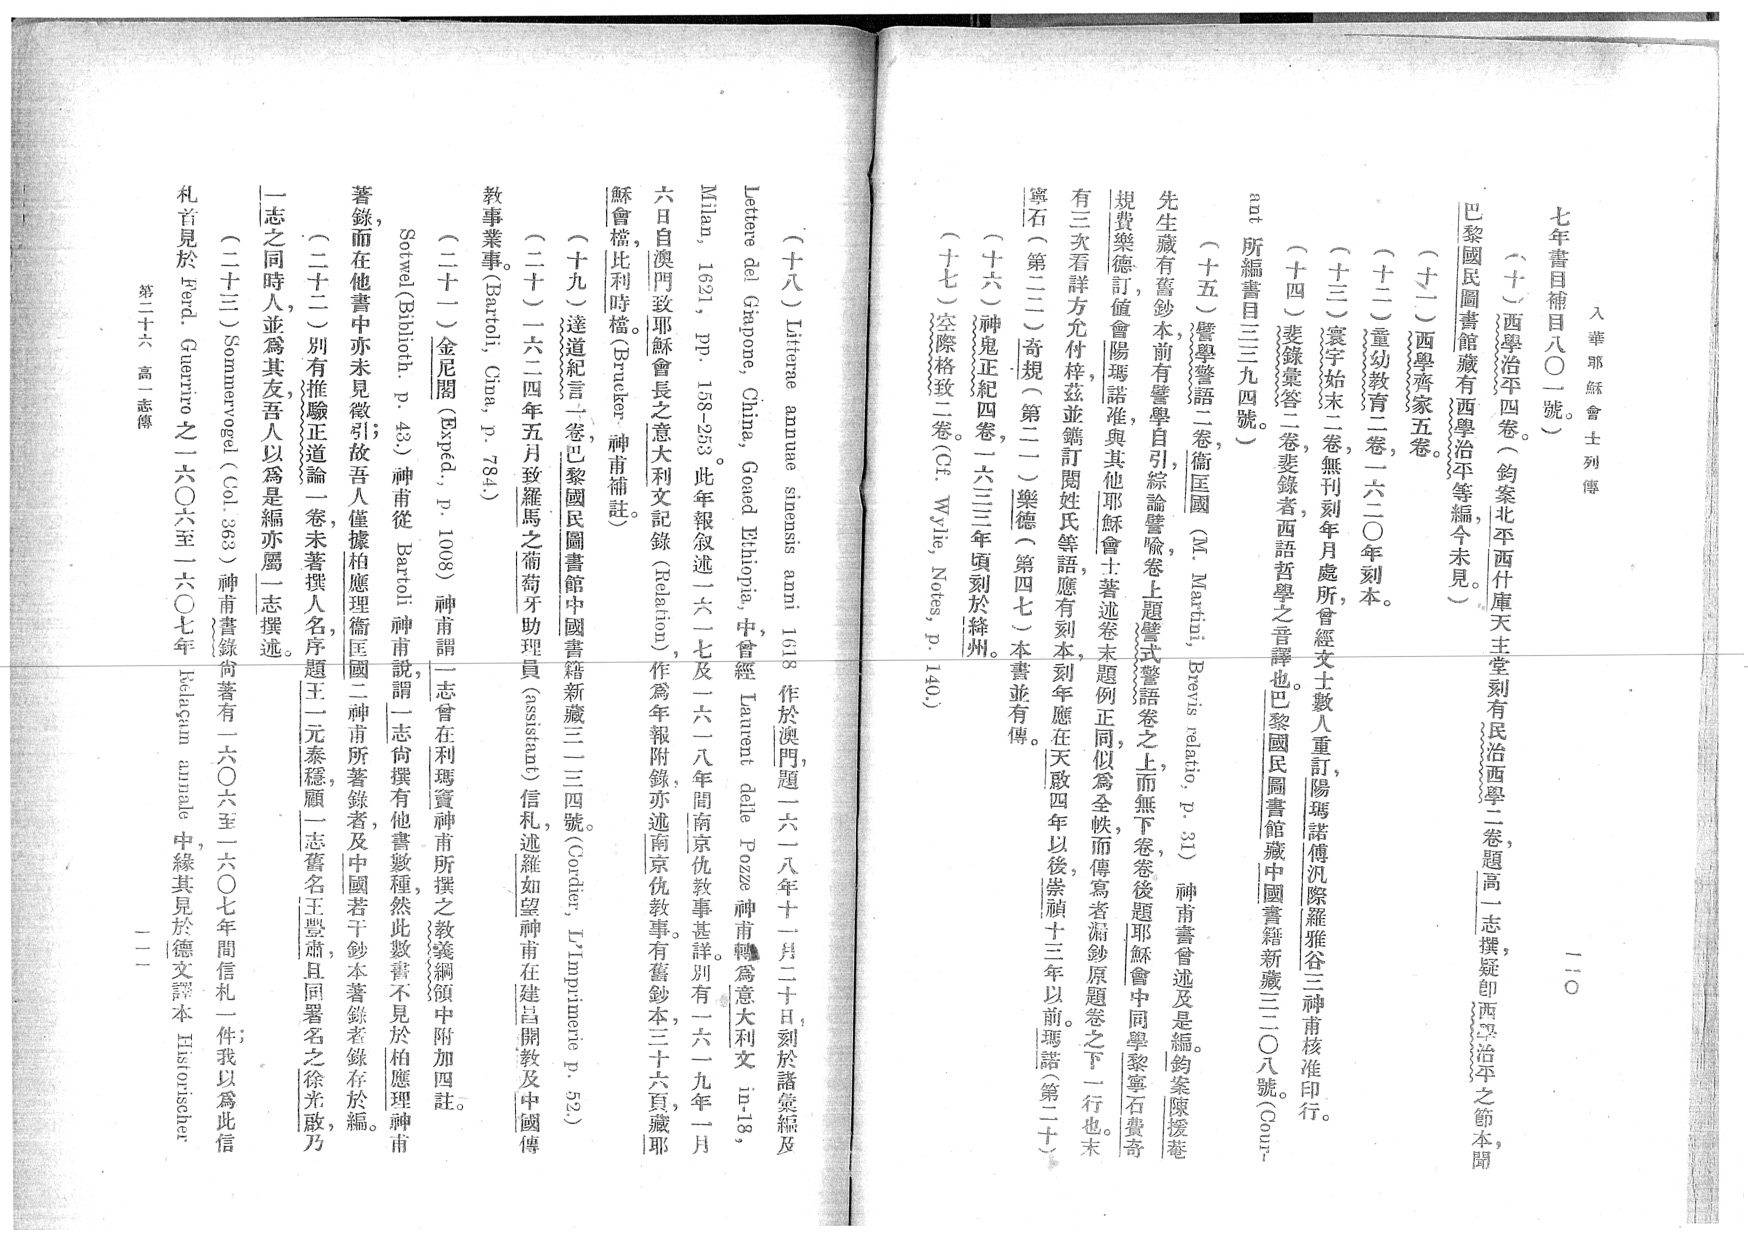 入華耶穌會士列傳
一一〇
七年書目補目八〇一號。）
（十）西學治平四卷。（鈞案北平西什庫天主堂刻有民治西學二卷，題高一志撰，疑卽西學治平之節本，聞
巴黎國民圖書館藏有西學治平等編，今未見。）
（十一）西學齊家五卷。
（十二）童幼教育二卷，一六二〇年刻本。
（十三）寰宇始末二卷，無刊刻年月處所，曾經文士數人重訂，陽瑪諾傅汎際羅雅谷三神甫核准印行。
（十四）斐錄彙答二卷，斐錄者，西語哲學之音譯也。巴黎國民圖書館藏中國書籍新藏三二〇八號。（Cour-
ant 所編書目三三九四號。）
（十五）譬學警語二卷，衞匡國 (M. Martini, Brevis relatio, p. 31) 神甫書曾述及是編。鈞案陳援菴
先生藏有舊鈔本，前有譬學自引，綜論譬喩，卷上題譬式警語卷之上，而無下卷，卷後題耶穌會中同學黎寧石費奇
規費樂德訂，値會陽瑪諾准，與其他耶穌會士著述卷末題例正同，似爲全帙，而傳寫者漏鈔原題卷之下一行也。末
有三次看詳方允付梓，茲並鐫訂閱姓氏等語，應有刻本，刻年應在天啟四年以後，崇禎十三年以前。瑪諾（第二十）
寧石（第二二）奇規（第二一）樂德（第四七）本書並有傳。
（十六）神鬼正紀四卷，一六三三年頃刻於絳州。
（十七）空際格致二卷。(Cf. Wylie, Notes, p. 140.)
（十八）Litterae annuae sinensis anni 1618 作於澳門，題一六一八年十一月二十日，刻於諸彙編及
Lettere del Giapone, China, Goaed Ethiopia, 中，曾經 Laurent delle Pozze 神甫轉爲意大利文 in-18,
Milan, 1621, pp. 158-253。此年報叙述一六一七及一六一八年間南京仇教事甚詳。別有一六一九年一月
六日自澳門致耶穌會長之意大利文記錄 (Relation)，作爲年報附錄，亦述南京仇教事。有舊鈔本，三十六頁，藏耶
穌會檔，比利時檔。(Brucker 神甫補註）
（十九）達道紀言一卷，巴黎國民圖書館中國書籍新藏三一三四號。(Cordier, L'Imprimerie p. 52.)
（二十）一六二四年五月致羅馬之葡萄牙助理員 (assistant) 信札，述羅如望神甫在建昌開教及中國傳
教事業事。(Bartoli, Cina, p. 784.)
（二十一）金尼閣 (Expéd., p. 1008) 神甫謂一志曾在利瑪竇神甫所撰之教義綱領中附加四註。
Sotwel (Biblioth. p. 43.) 神甫從 Bartoli 神甫說，謂一志尙撰有他書數種，然此數書不見於柏應理神甫
著錄，而在他書中亦未見徵引；故吾人僅據柏應理衞匡國二神甫所著錄者，及中國若干鈔本著錄者錄存於編。
（二十二）別有推驗正道論一卷，未著撰人名，序題王一元泰穩，顧一志舊名王豐肅，且同署名之徐光啟，乃
一志之同時人，並爲其友，吾人以爲是編亦屬一志撰述。
（二十三）Sommervogel (Col. 363) 神甫書錄尙著有一六〇六至一六〇七年間信札一件；我以爲此信
札首見於 Ferd. Guerriro 之一六〇六至一六〇七年 Relaçam annale 中，緣其見於德文譯本 Historischer
第二十六　高一志傳
一一一